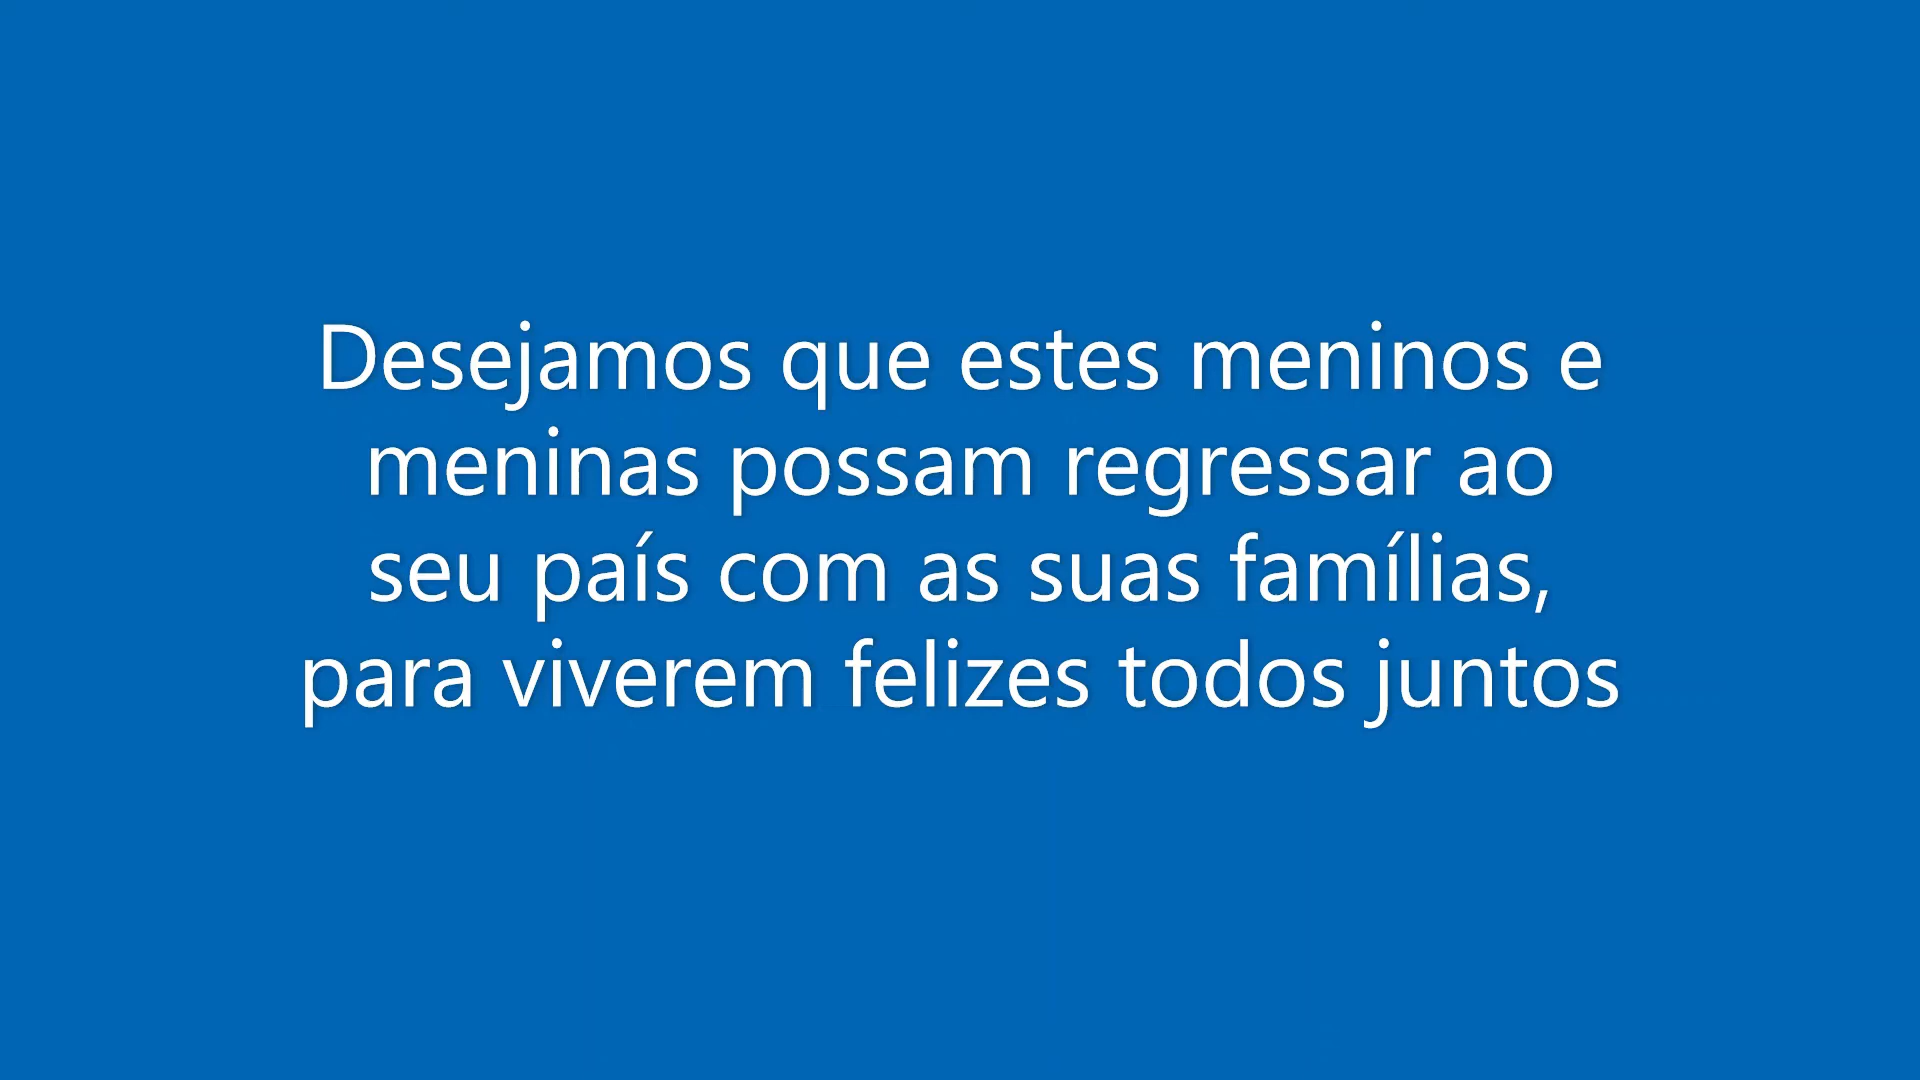 Desejamos que estes meninos e
meninas possam regressar ao
seu país com as suas famílias,
para viverem felizes todos juntos